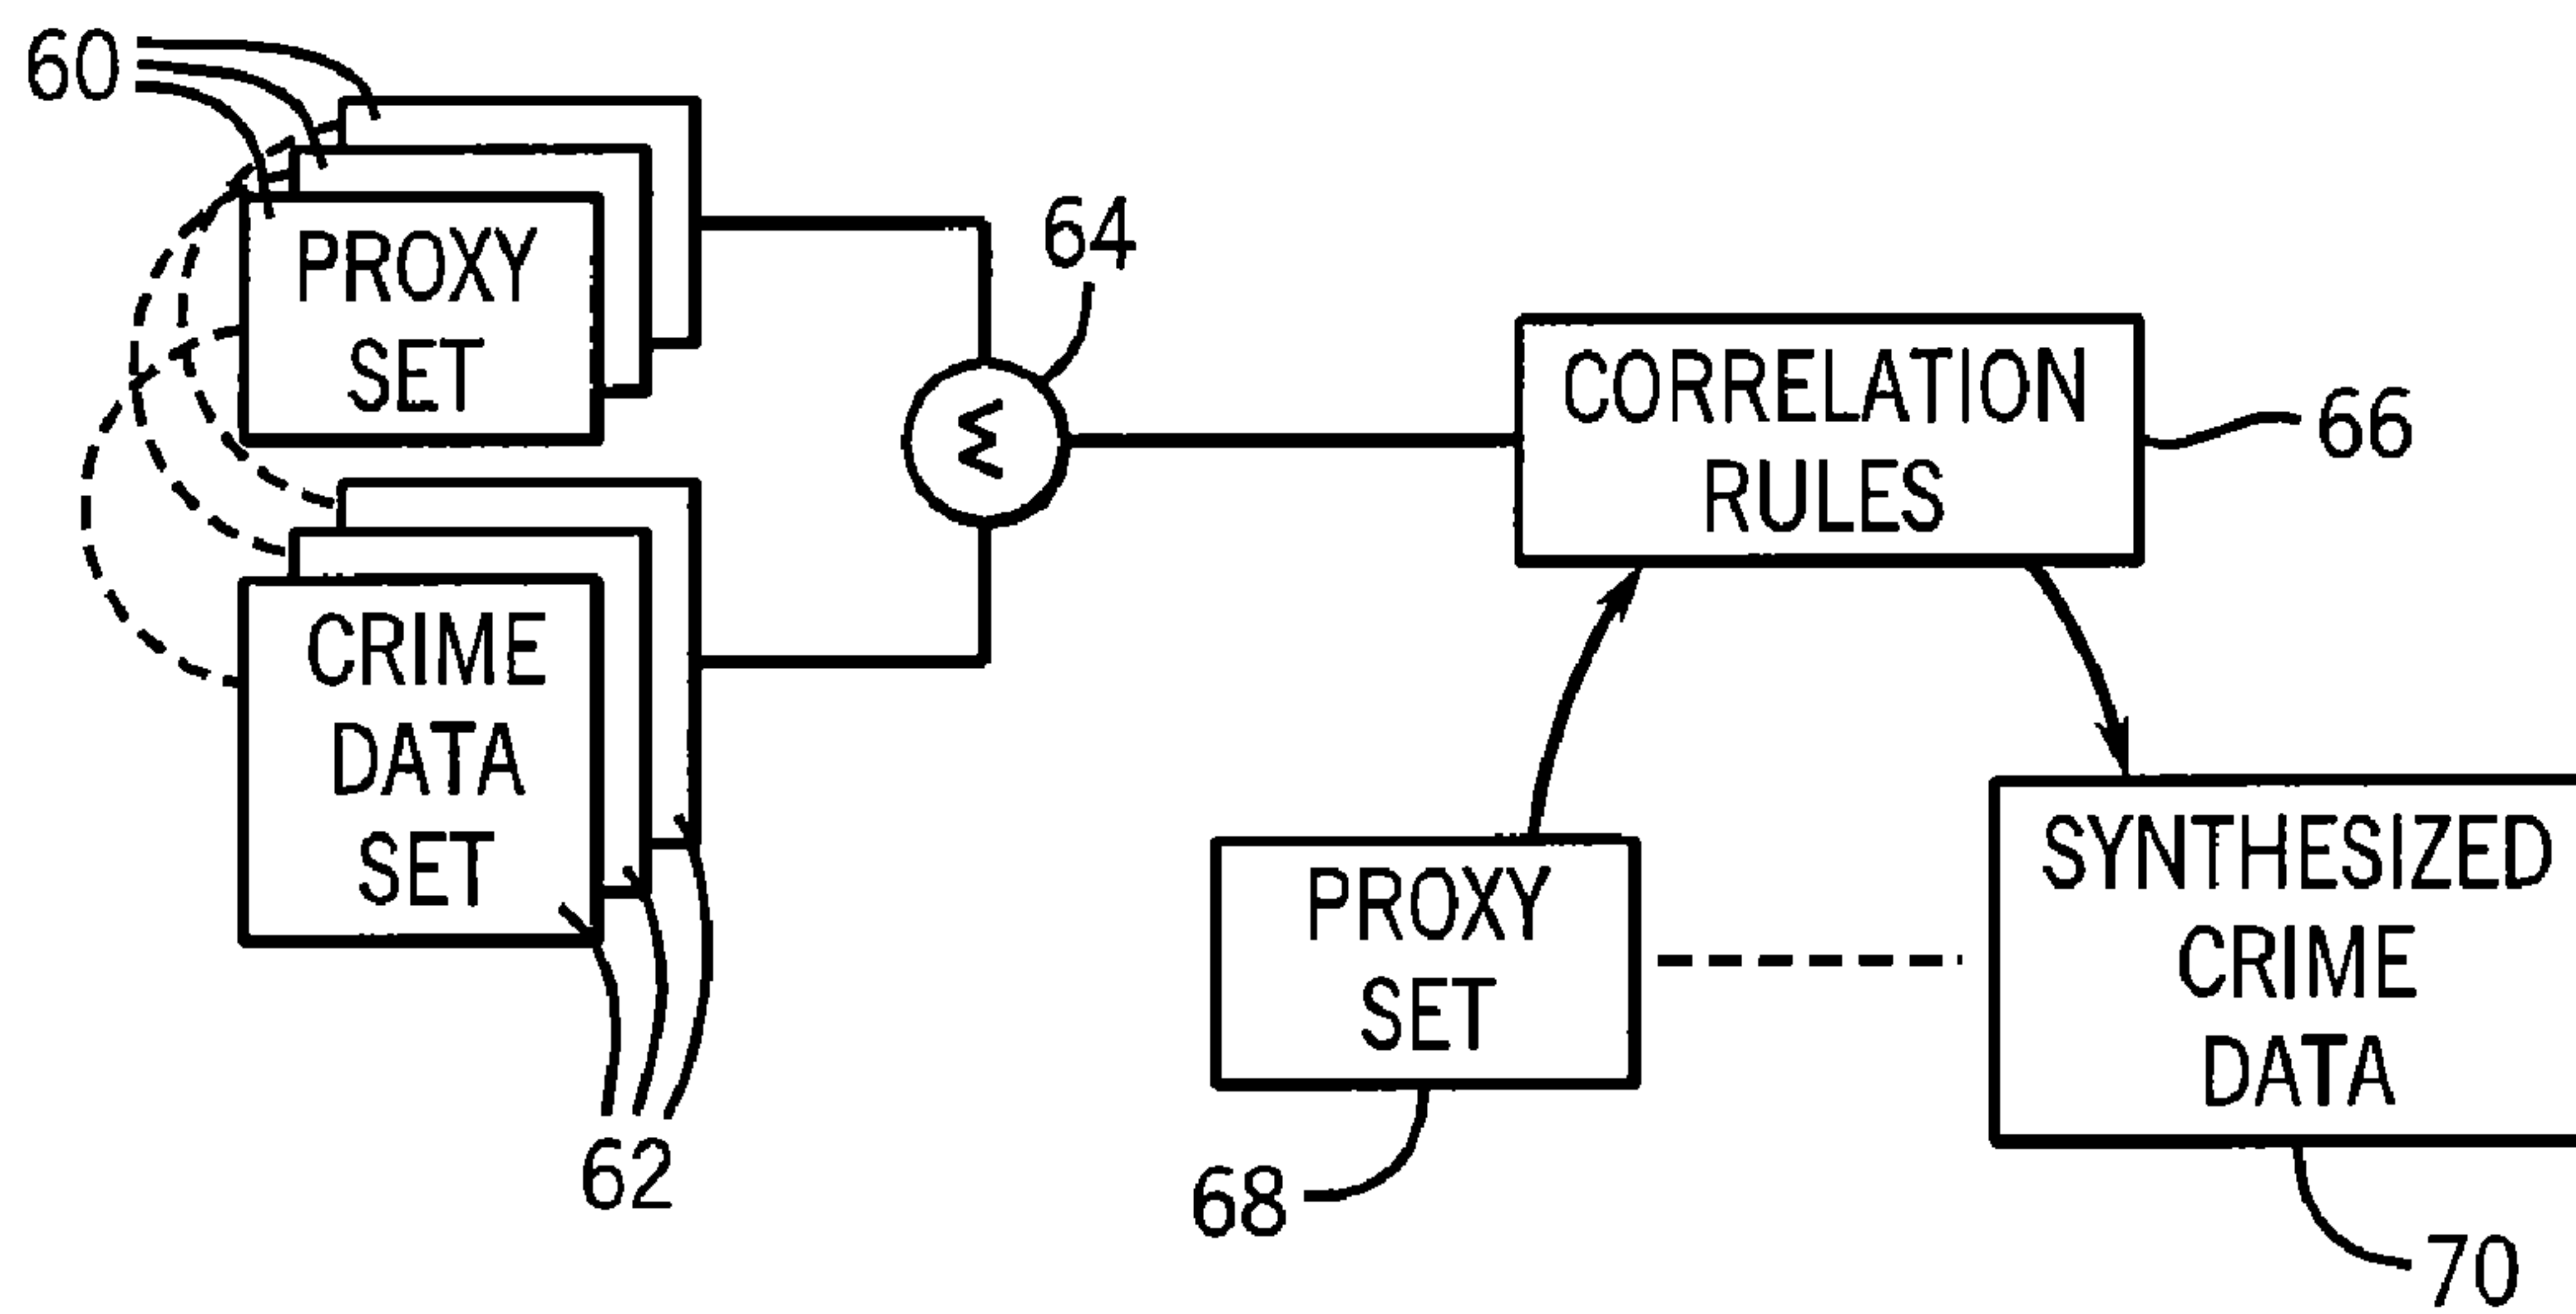 60
PROXY
SET
64
Σ
CORRELATION
RULES
66
CRIME
DATA
SET
62
PROXY
SET
68
SYNTHESIZED
CRIME
DATA
70